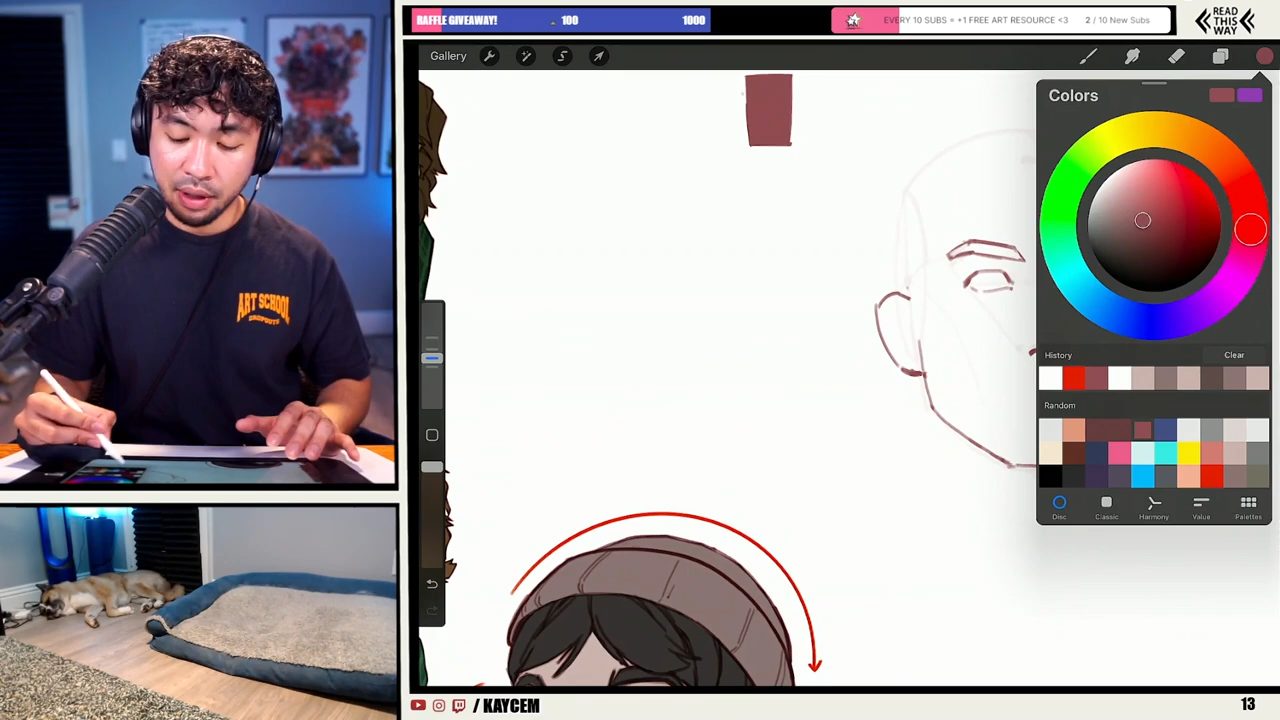 RAFFLE GIVEAWAY!
100
1000
EVERY 10 SUBS = +1 FREE ART RESOURCE <3
2 / 10 New Subs
READ
THIS
WAY
Gallery
Colors
History
Clear
Random
Disc
Classic
Harmony
Value
Palettes
ART SCHOOL
DROPOUTS
/ KAYCEM
13